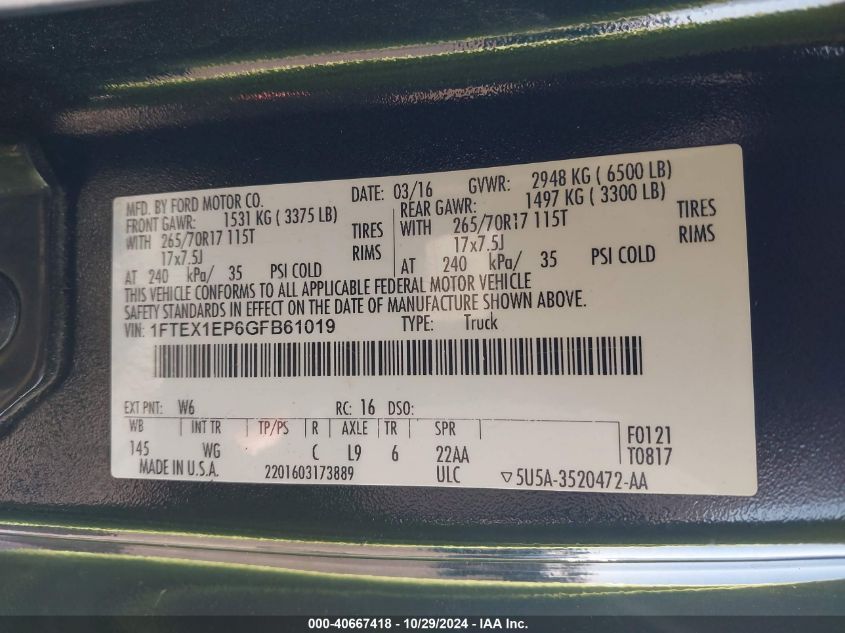 MFD. BY FORD MOTOR CO. DATE: 03/16 GVWR: 2948 KG ( 6500 LB)
FRONT GAWR: 1531 KG ( 3375 LB) REAR GAWR: 1497 KG ( 3300 LB)
WITH 265/70R17 115T TIRES WITH 265/70R17 115T TIRES
17x7.5J RIMS 17x7.5J RIMS
AT 240 kPa/ 35 PSI COLD AT 240 kPa/ 35 PSI COLD
THIS VEHICLE CONFORMS TO ALL APPLICABLE FEDERAL MOTOR VEHICLE
SAFETY STANDARDS IN EFFECT ON THE DATE OF MANUFACTURE SHOWN ABOVE.
VIN: 1FTEX1EP6GFB61019 TYPE: Truck
EXT PNT: W6 RC: 16 DSO:
WB INT TR TP/PS R AXLE TR SPR F0121
145 WG C L9 6 22AA T0817
MADE IN U.S.A. 2201603173889 ULC ▽5U5A-3520472-AA
000-40667418 - 10/29/2024 - IAA Inc.